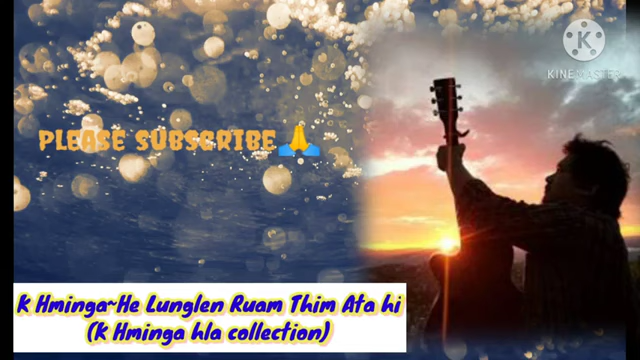 K
KINEMASTER
PLEASE SUBSCRIBE 🙏
K Hminga~He Lunglen Ruam Thim Ata hi
(K Hminga hla collection)